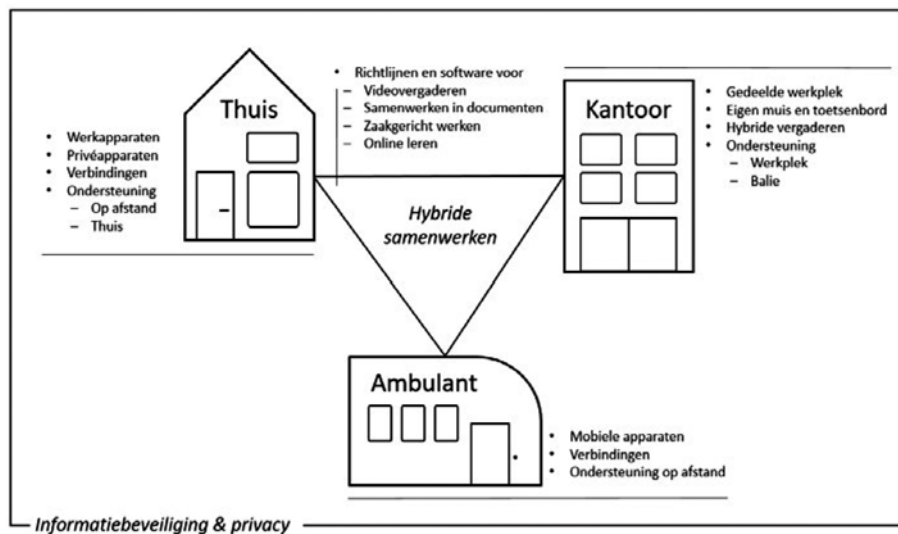 Thuis
• Werkapparaten
• Privéapparaten
• Verbindingen
• Ondersteuning
– Op afstand
– Thuis
• Richtlijnen en software voor
– Videovergaderen
– Samenwerken in documenten
– Zaakgericht werken
– Online leren
Kantoor
• Gedeelde werkplek
• Eigen muis en toetsenbord
• Hybride vergaderen
• Ondersteuning
– Werkplek
– Balie
Hybride
samenwerken
Ambulant
• Mobiele apparaten
• Verbindingen
• Ondersteuning op afstand
Informatiebeveiliging & privacy